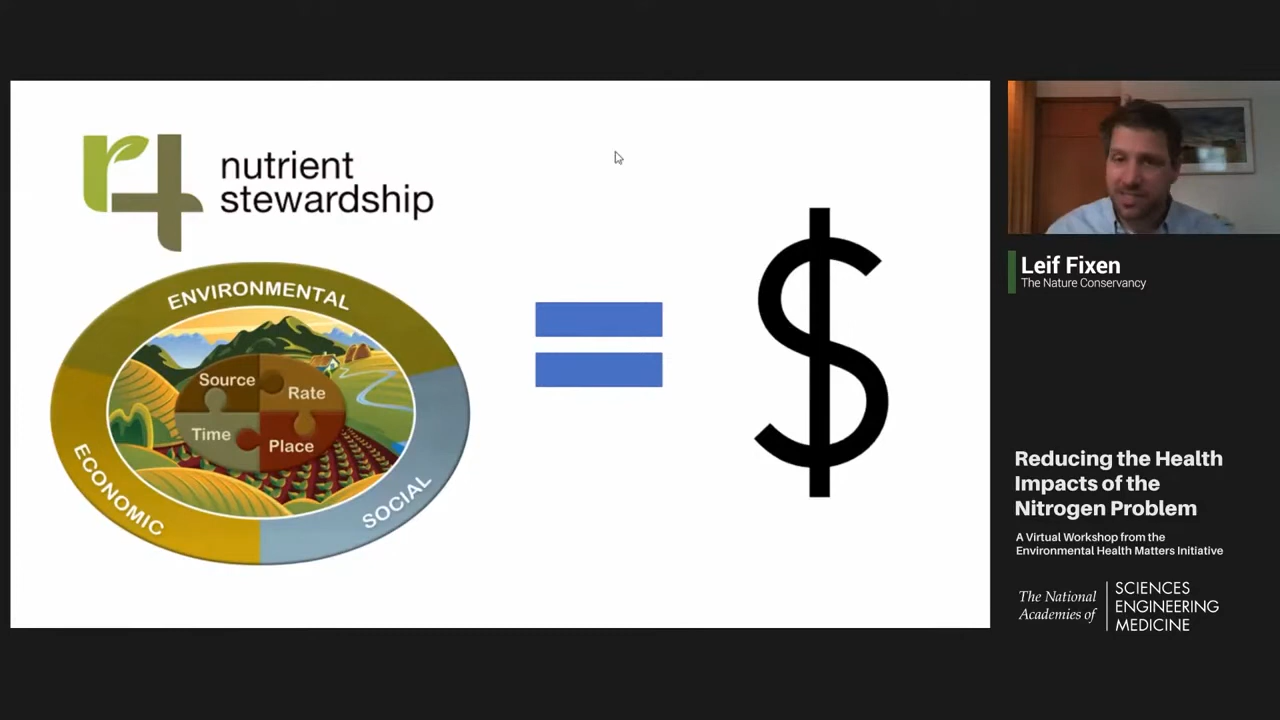 r4 nutrient
stewardship
ENVIRONMENTAL
Source
Rate
Time
Place
ECONOMIC
SOCIAL
$
Leif Fixen
The Nature Conservancy
Reducing the Health
Impacts of the
Nitrogen Problem
A Virtual Workshop from the
Environmental Health Matters Initiative
The National
Academies of
SCIENCES
ENGINEERING
MEDICINE